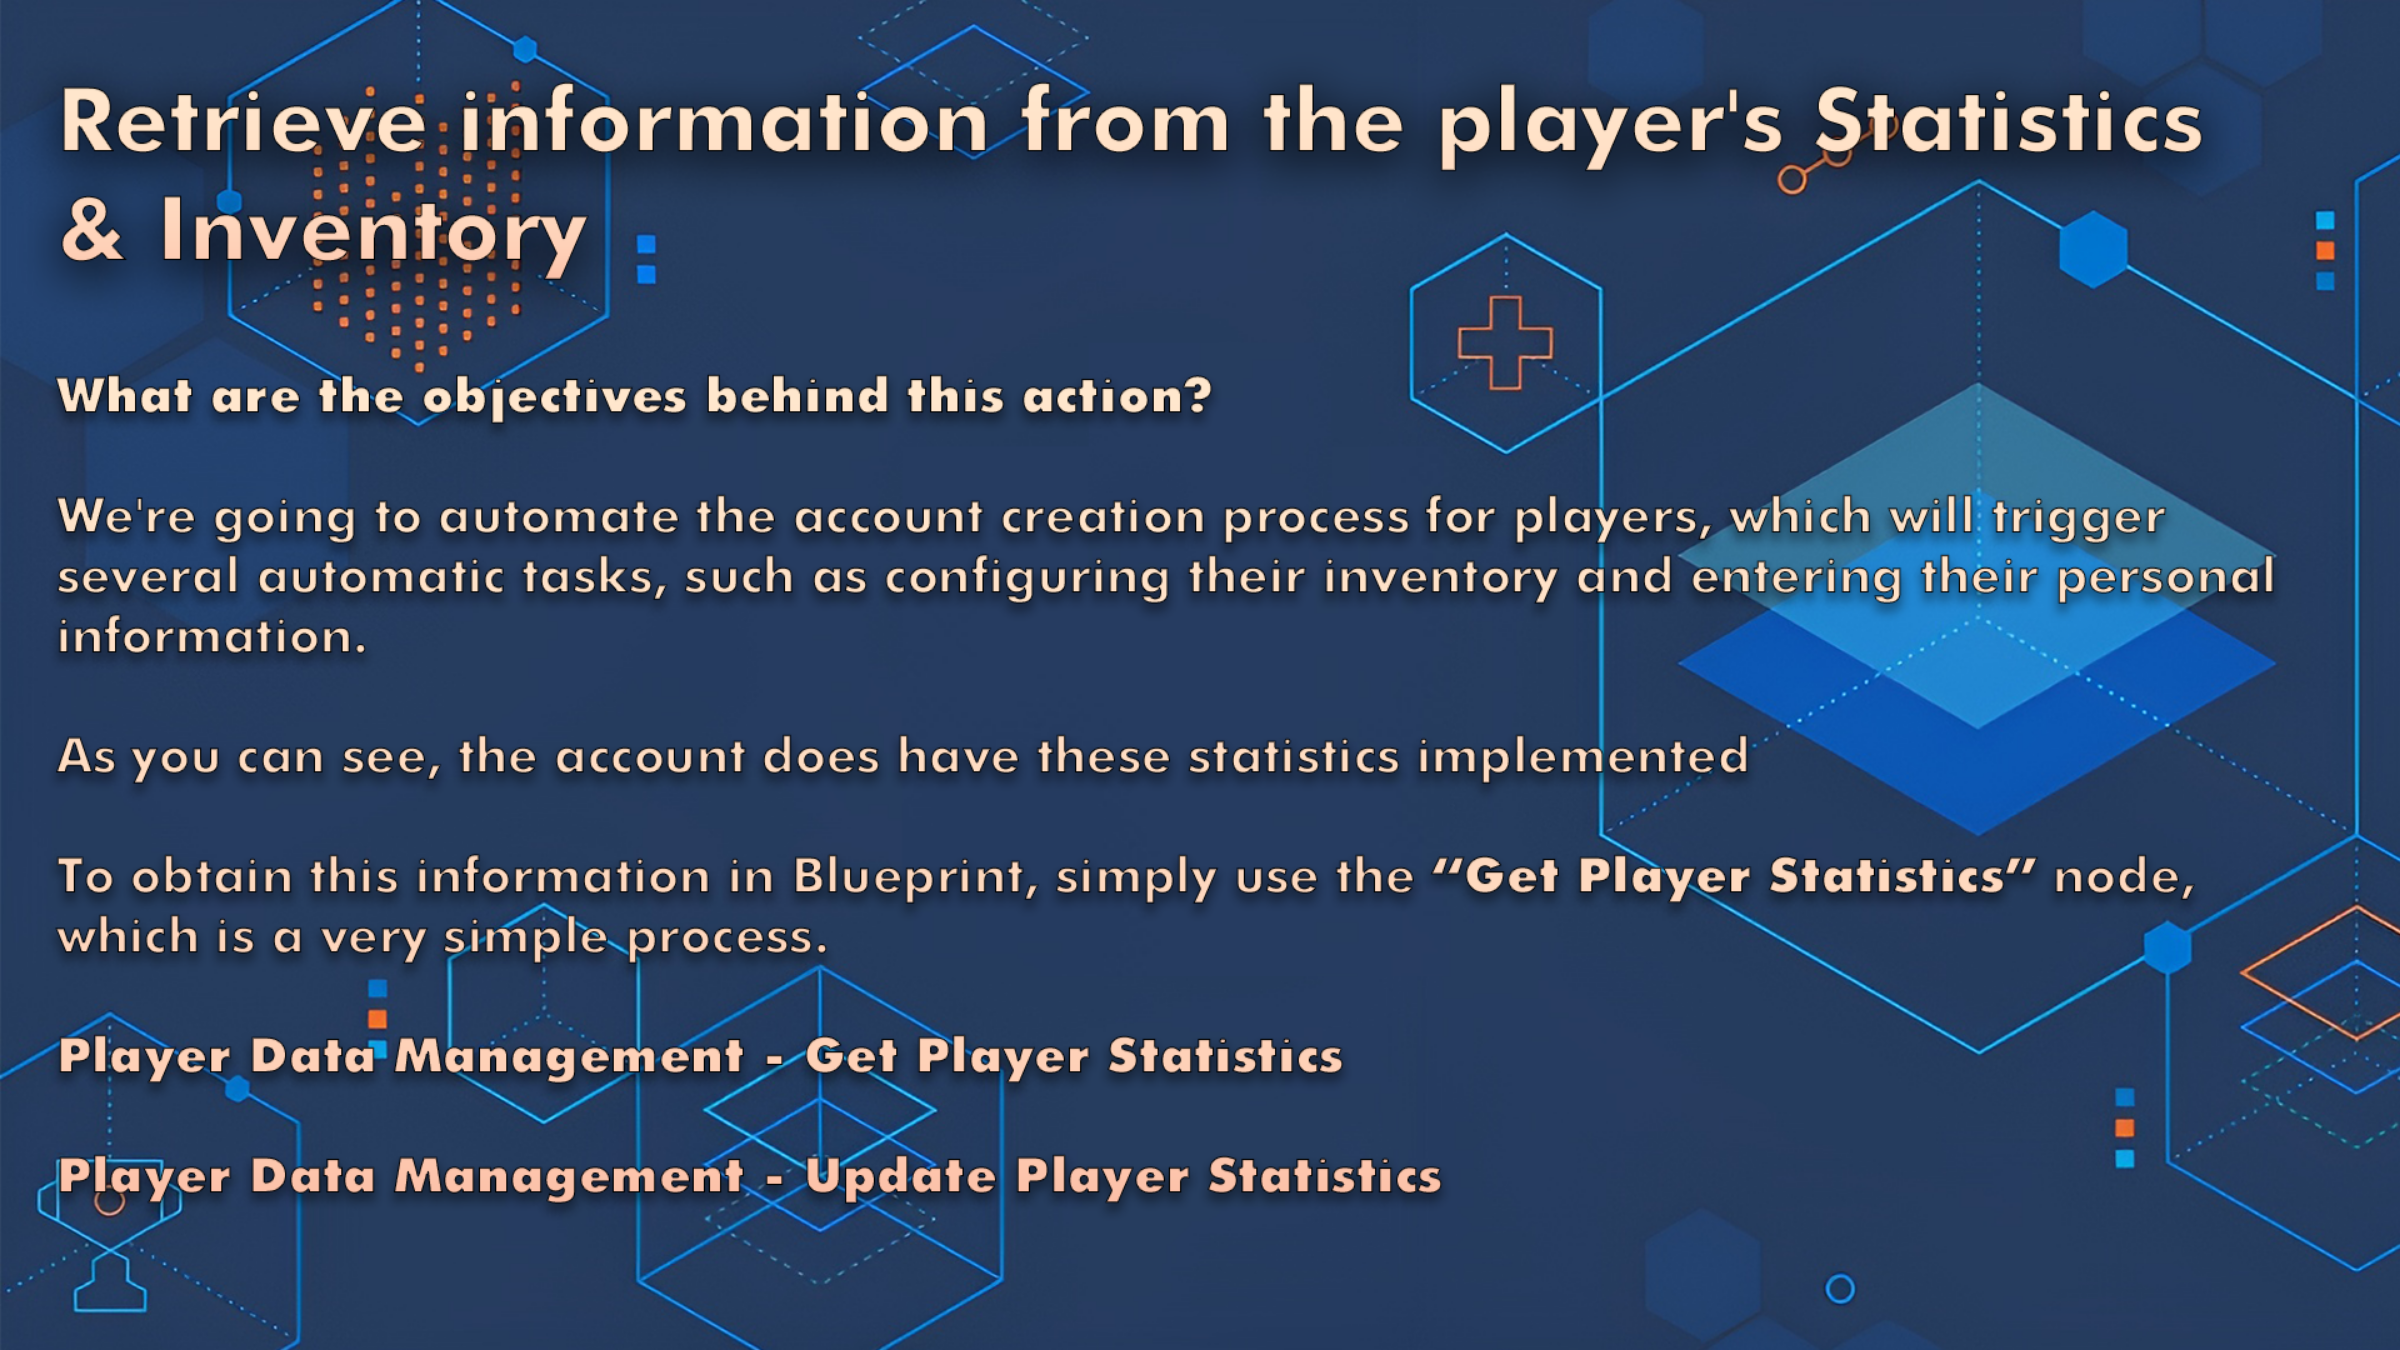 Retrieve information from the player's Statistics
& Inventory
What are the objectives behind this action?
We're going to automate the account creation process for players, which will trigger
several automatic tasks, such as configuring their inventory and entering their personal
information.
As you can see, the account does have these statistics implemented
To obtain this information in Blueprint, simply use the “Get Player Statistics” node,
which is a very simple process.
Player Data Management - Get Player Statistics
Player Data Management - Update Player Statistics